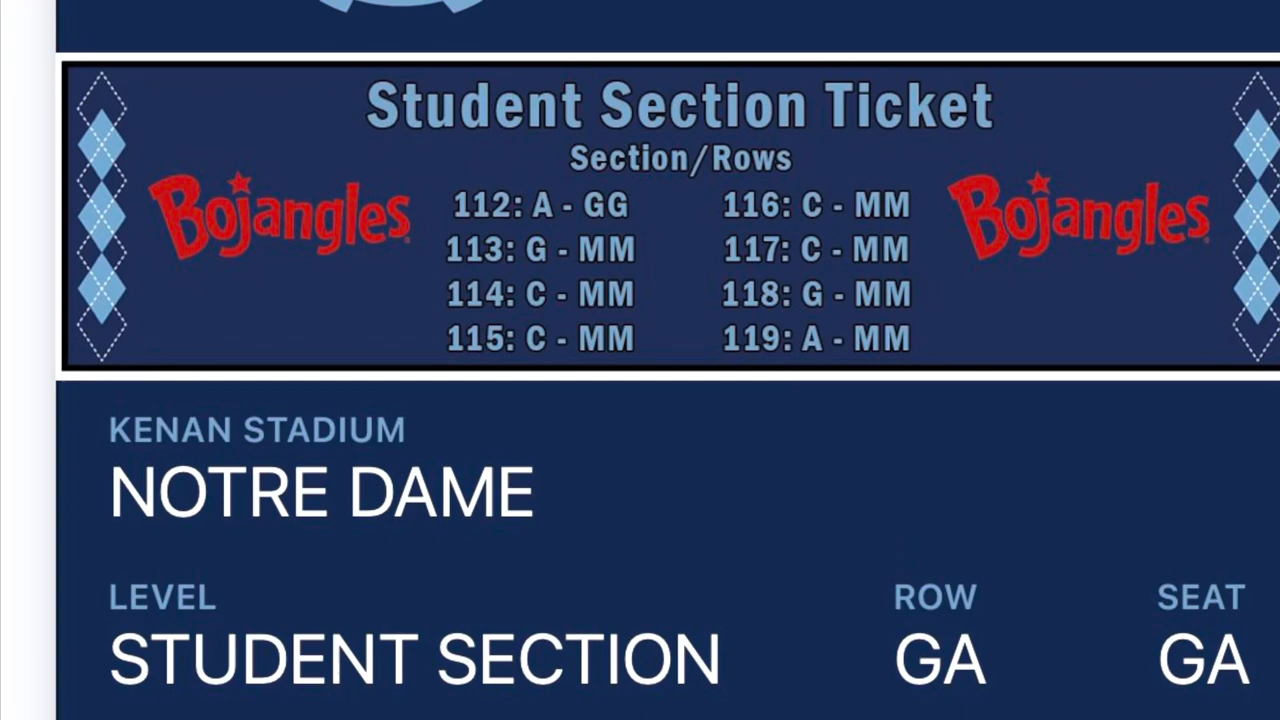 Student Section Ticket
Section/Rows
Bojangles
112: A - GG 116: C - MM
113: G - MM 117: C - MM
114: C - MM 118: G - MM
115: C - MM 119: A - MM
Bojangles
KENAN STADIUM
NOTRE DAME
LEVEL ROW SEAT
STUDENT SECTION GA GA